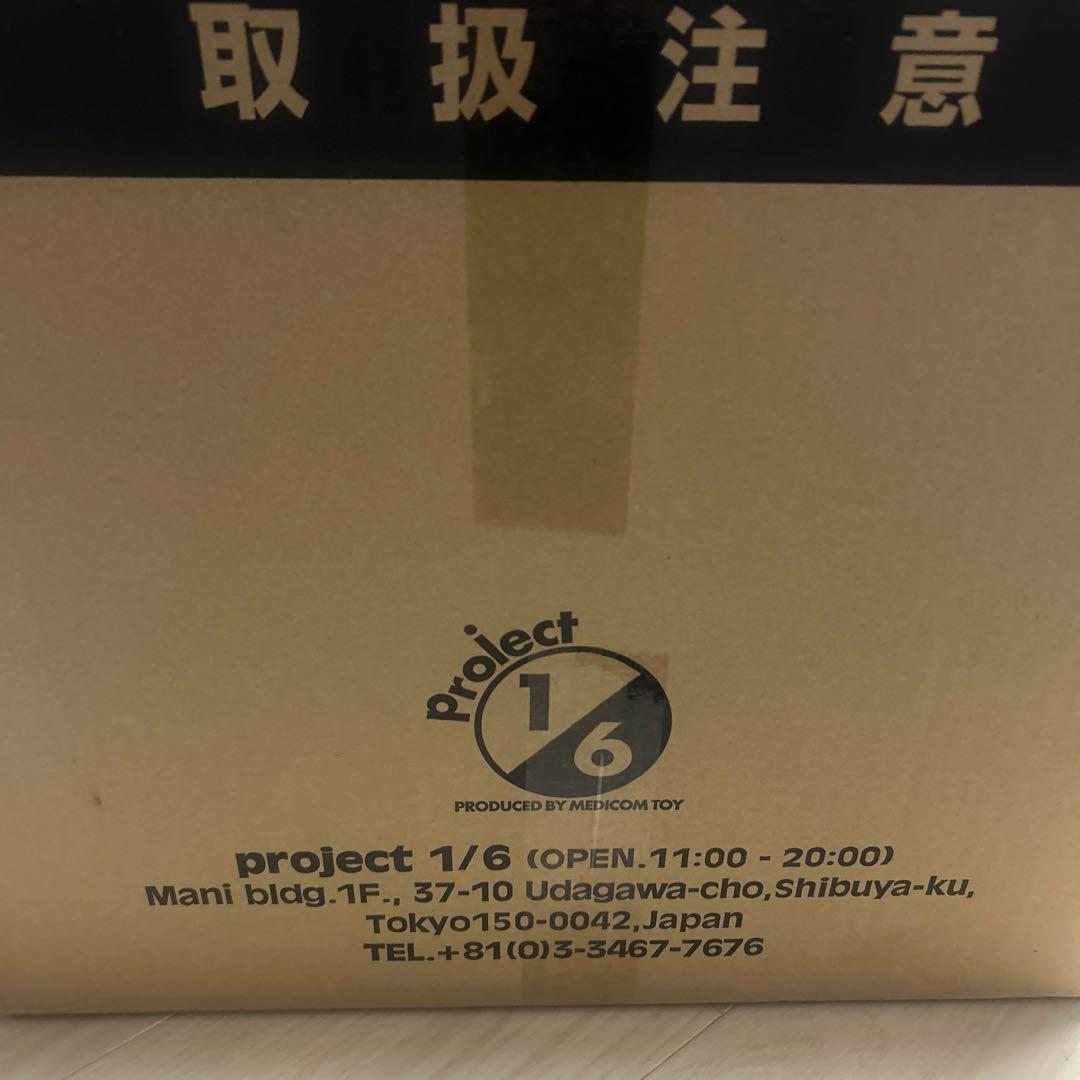 取扱注意
Project
1/6
PRODUCED BY MEDICOM TOY
project 1/6 (OPEN.11:00 - 20:00)
Mani bldg.1F., 37-10 Udagawa-cho,Shibuya-ku,
Tokyo150-0042,Japan
TEL.+81(0)3-3467-7676